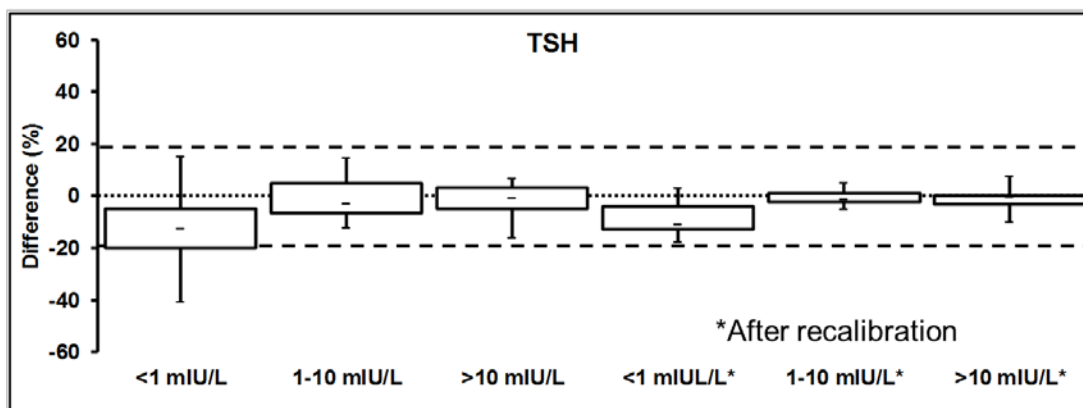 TSH
60
40
20
0
-20
-40
-60
Difference (%)
*After recalibration
<1 mIU/L 1-10 mIU/L >10 mIU/L <1 mIUL/L* 1-10 mIU/L* >10 mIU/L*